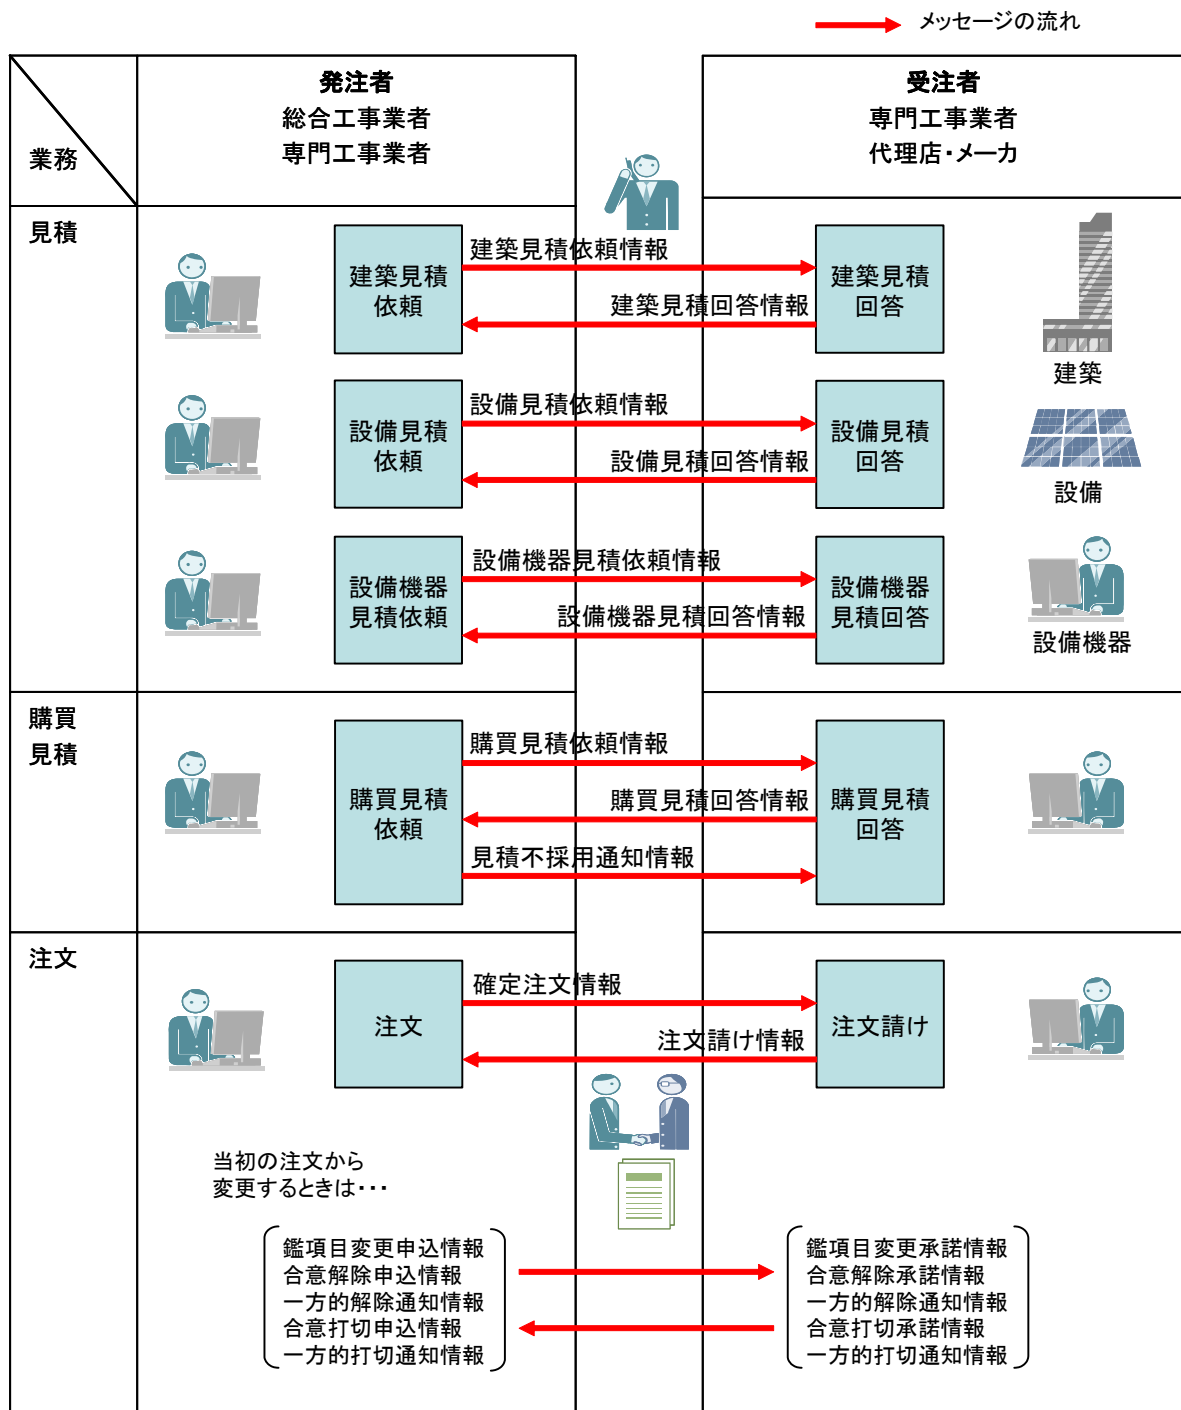 メッセージの流れ
業務
発注者
総合工事業者
専門工事業者
受注者
専門工事業者
代理店・メーカ
見積
建築見積
依頼
建築見積依頼情報
建築見積回答情報
建築見積
回答
建築
設備見積
依頼
設備見積依頼情報
設備見積回答情報
設備見積
回答
設備
設備機器
見積依頼
設備機器見積依頼情報
設備機器見積回答情報
設備機器
見積回答
設備機器
購買
見積
購買見積
依頼
購買見積依頼情報
購買見積回答情報
見積不採用通知情報
購買見積
回答
注文
注文
確定注文情報
注文請け情報
注文請け
当初の注文から
変更するときは・・・
鑑項目変更申込情報
合意解除申込情報
一方的解除通知情報
合意打切申込情報
一方的打切通知情報
鑑項目変更承諾情報
合意解除承諾情報
一方的解除通知情報
合意打切承諾情報
一方的打切通知情報